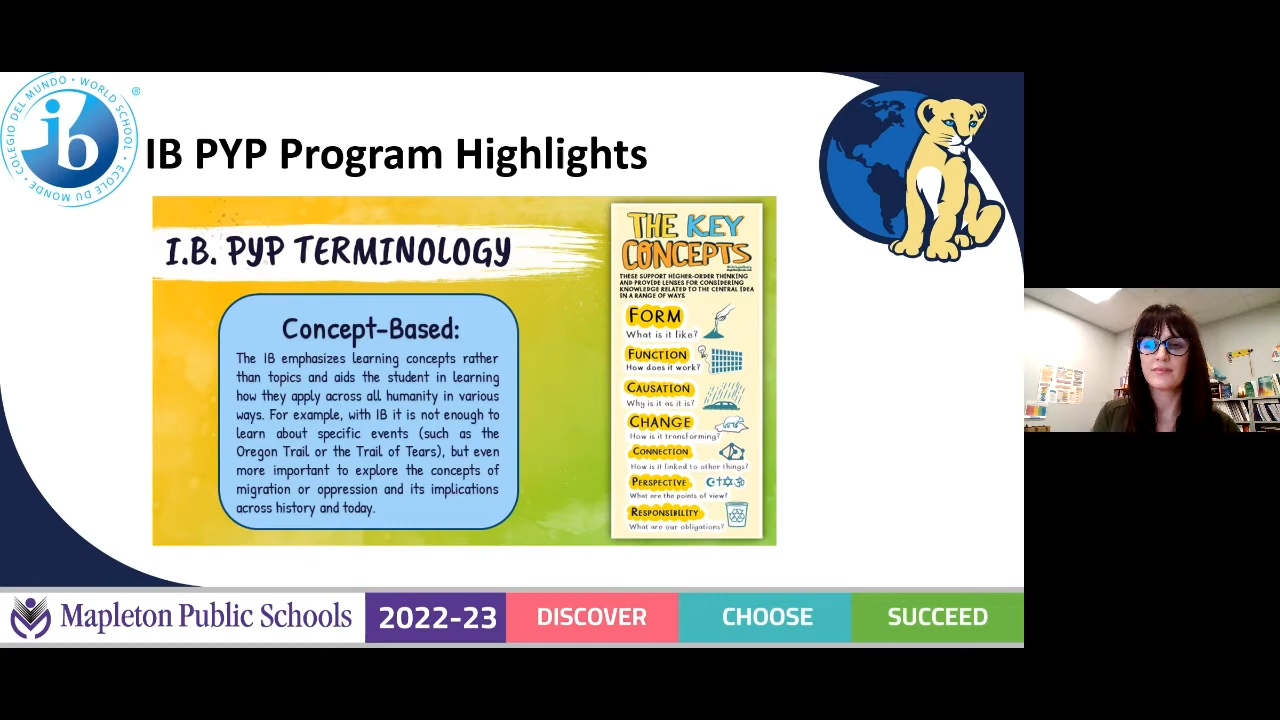 COLEGIO DEL MUNDO · WORLD SCHOOL · ÉCOLE DU MONDE ·
®
ib
IB PYP Program Highlights
I.B. PYP TERMINOLOGY
Concept-Based:
The IB emphasizes learning concepts rather
than topics and aids the student in learning
how they apply across all humanity in various
ways. For example, with IB it is not enough to
learn about specific events (such as the
Oregon Trail or the Trail of Tears), but even
more important to explore the concepts of
migration or oppression and its implications
across history and today.
THE KEY
CONCEPTS
THESE SUPPORT HIGHER-ORDER THINKING
AND PROVIDE LENSES FOR CONSIDERING
KNOWLEDGE RELATED TO THE CENTRAL IDEA
IN A RANGE OF WAYS
FORM
What is it like?
FUNCTION
How does it work?
CAUSATION
Why is it as it is?
CHANGE
How is it transforming?
CONNECTION
How is it linked to other things?
PERSPECTIVE
What are the points of view?
RESPONSIBILITY
What are our obligations?
Mapleton Public Schools
2022-23
DISCOVER
CHOOSE
SUCCEED